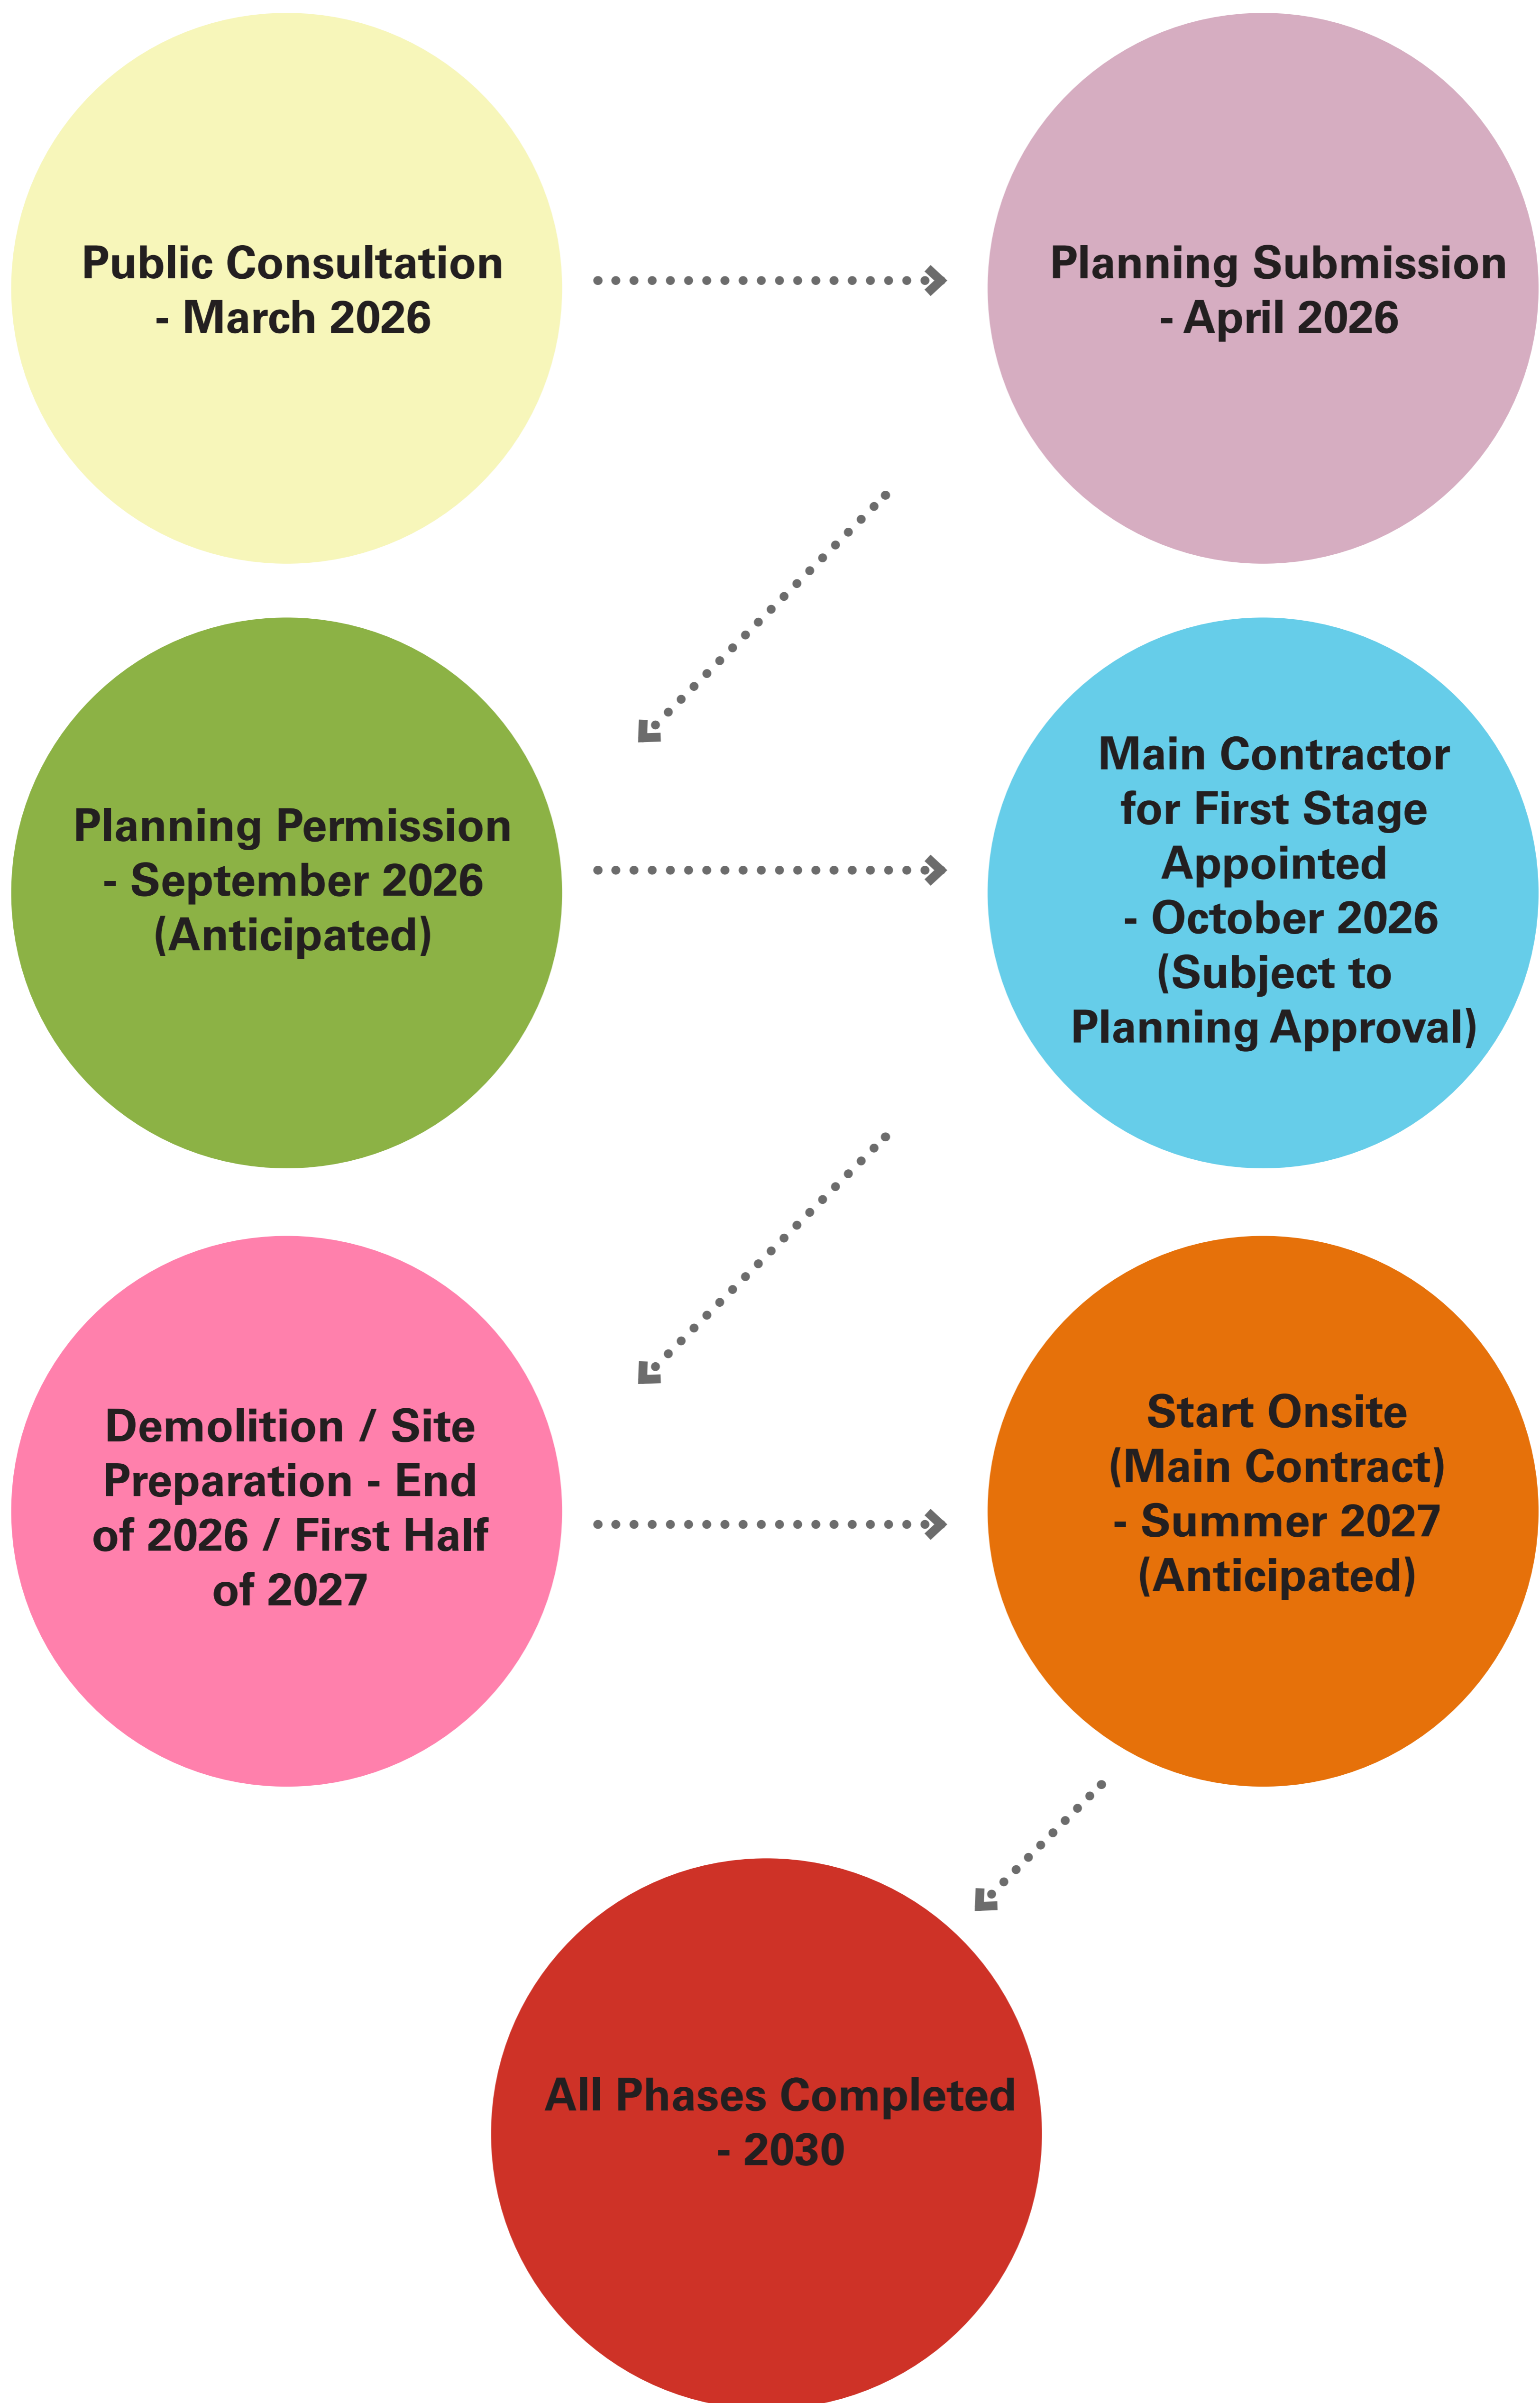 Public Consultation
- March 2026
Planning Submission
- April 2026
Planning Permission
- September 2026
(Anticipated)
Main Contractor
for First Stage
Appointed
- October 2026
(Subject to
Planning Approval)
Demolition / Site
Preparation - End
of 2026 / First Half
of 2027
Start Onsite
(Main Contract)
- Summer 2027
(Anticipated)
All Phases Completed
- 2030